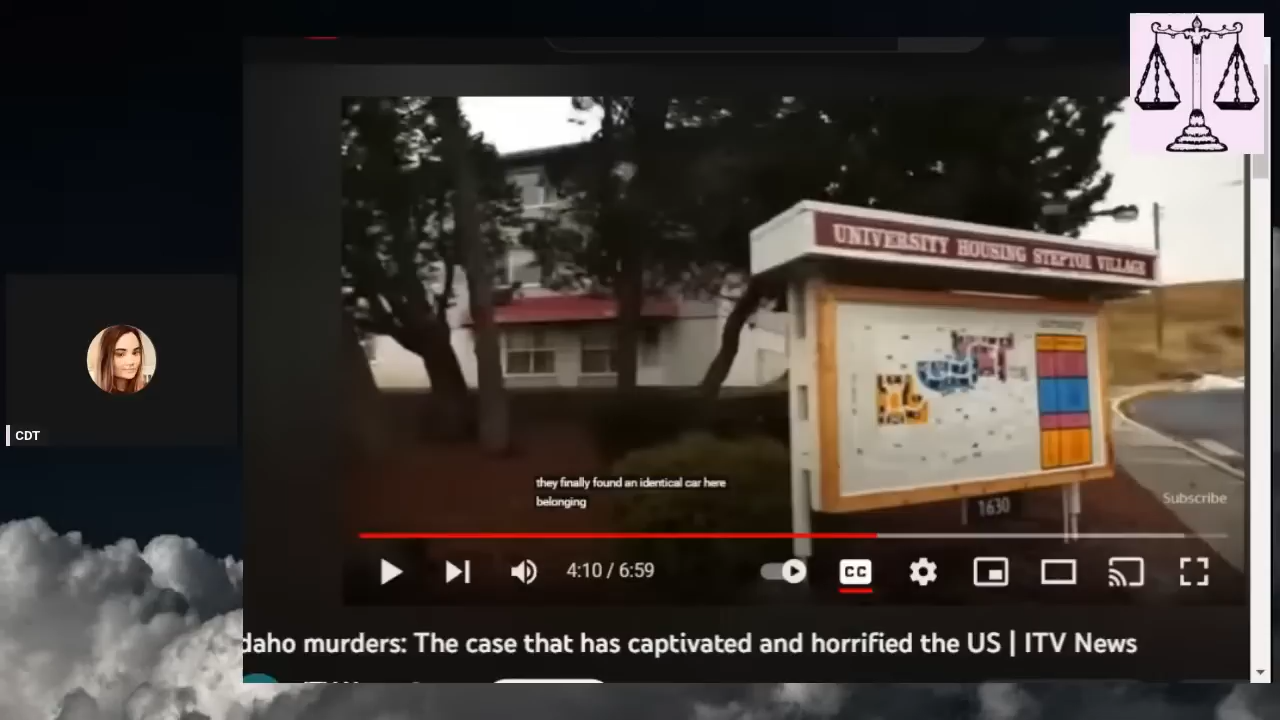 UNIVERSITY HOUSING STEPTOE VILLAGE
1630
they finally found an identical car here
belonging
Subscribe
4:10 / 6:59
CC
daho murders: The case that has captivated and horrified the US | ITV News
CDT